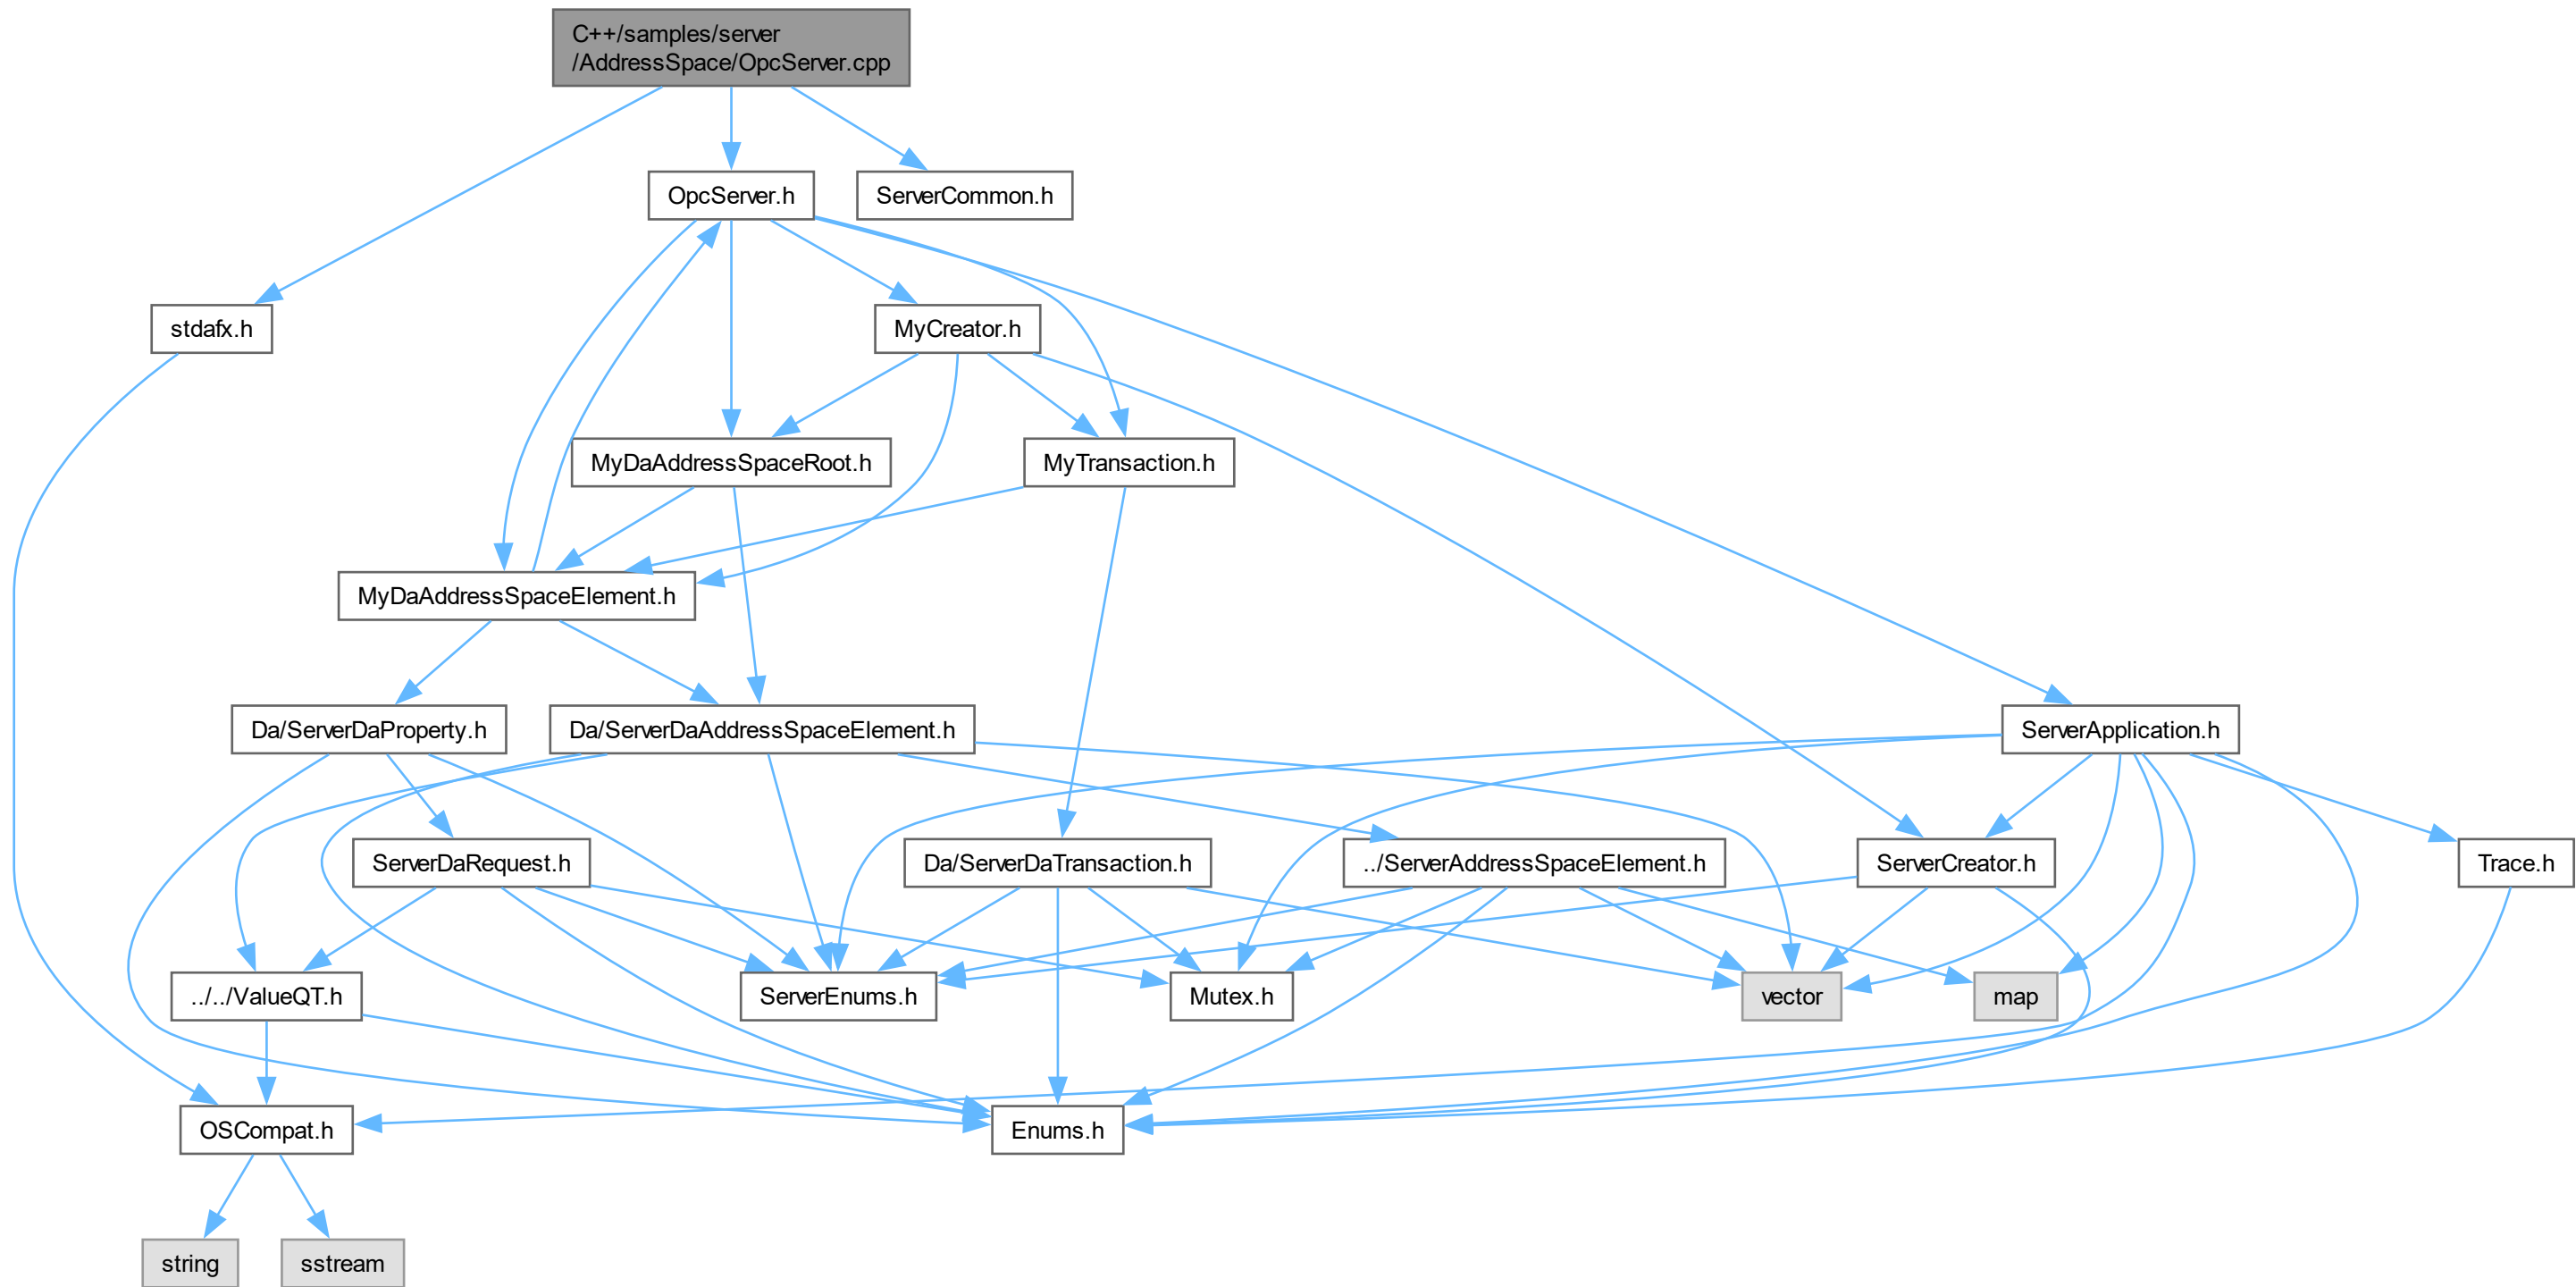 C++/samples/server
/AddressSpace/OpcServer.cpp
OpcServer.h
ServerCommon.h
stdafx.h
MyCreator.h
MyDaAddressSpaceRoot.h
MyTransaction.h
MyDaAddressSpaceElement.h
Da/ServerDaProperty.h
Da/ServerDaAddressSpaceElement.h
ServerApplication.h
ServerDaRequest.h
Da/ServerDaTransaction.h
../ServerAddressSpaceElement.h
ServerCreator.h
Trace.h
../../ValueQT.h
ServerEnums.h
Mutex.h
vector
map
OSCompat.h
Enums.h
string
sstream